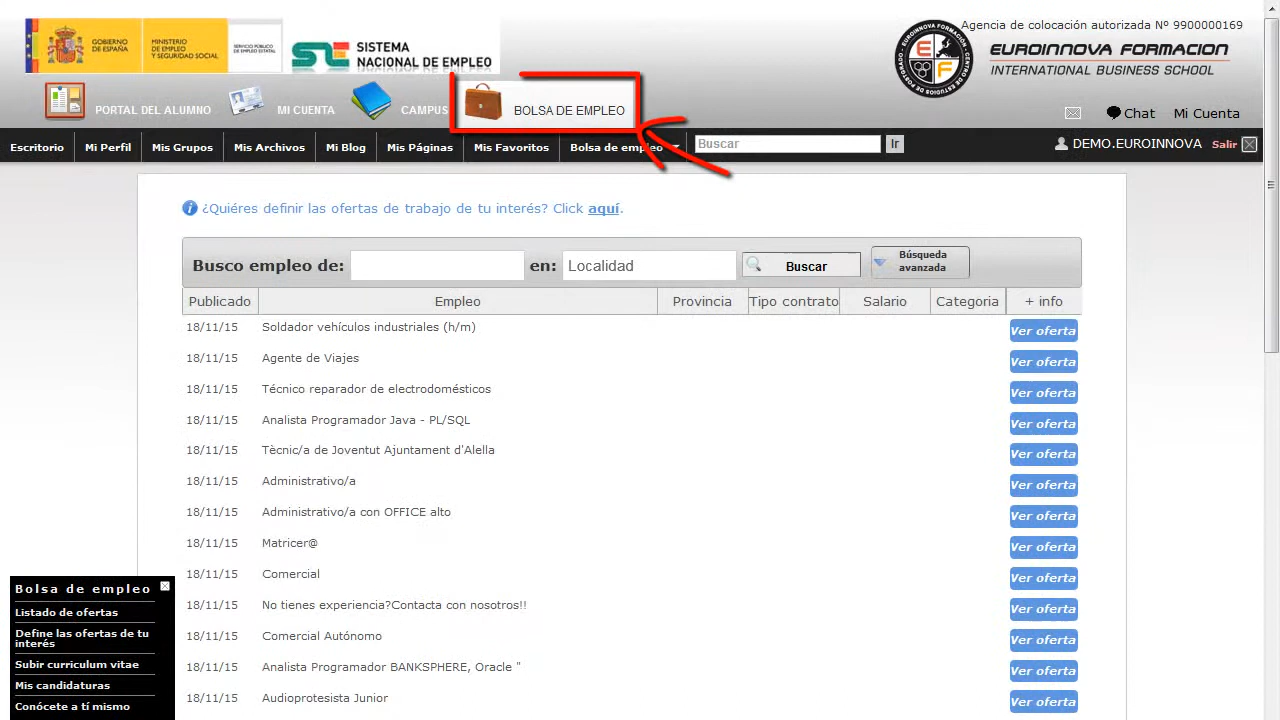 GOBIERNO
DE ESPAÑA
MINISTERIO
DE EMPLEO
Y SEGURIDAD SOCIAL
SERVICIO PÚBLICO
DE EMPLEO ESTATAL
SISTEMA
NACIONAL DE EMPLEO
Agencia de colocación autorizada Nº 9900000169
EUROINNOVA FORMACIÓN
INTERNATIONAL BUSINESS SCHOOL
EUROINNOVA FORMACIÓN
CENTRO DE ESTUDIOS DE POSTGRADO
E
F
PORTAL DEL ALUMNO
MI CUENTA
CAMPUS
BOLSA DE EMPLEO
Chat
Mi Cuenta
Escritorio
Mi Perfil
Mis Grupos
Mis Archivos
Mi Blog
Mis Páginas
Mis Favoritos
Bolsa de empleo
Buscar
Ir
DEMO.EUROINNOVA
Salir
¿Quiéres definir las ofertas de trabajo de tu interés? Click aquí.
Busco empleo de:
en:
Localidad
Buscar
Búsqueda
avanzada
Publicado Empleo Provincia Tipo contrato Salario Categoria + info
18/11/15 Soldador vehículos industriales (h/m) Ver oferta
18/11/15 Agente de Viajes Ver oferta
18/11/15 Técnico reparador de electrodomésticos Ver oferta
18/11/15 Analista Programador Java - PL/SQL Ver oferta
18/11/15 Tècnic/a de Joventut Ajuntament d'Alella Ver oferta
18/11/15 Administrativo/a Ver oferta
18/11/15 Administrativo/a con OFFICE alto Ver oferta
18/11/15 Matricer@ Ver oferta
18/11/15 Comercial Ver oferta
18/11/15 No tienes experiencia?Contacta con nosotros!! Ver oferta
18/11/15 Comercial Autónomo Ver oferta
18/11/15 Analista Programador BANKSPHERE, Oracle " Ver oferta
18/11/15 Audioprotesista Junior Ver oferta
Bolsa de empleo
Listado de ofertas
Define las ofertas de tu
interés
Subir curriculum vitae
Mis candidaturas
Conócete a tí mismo